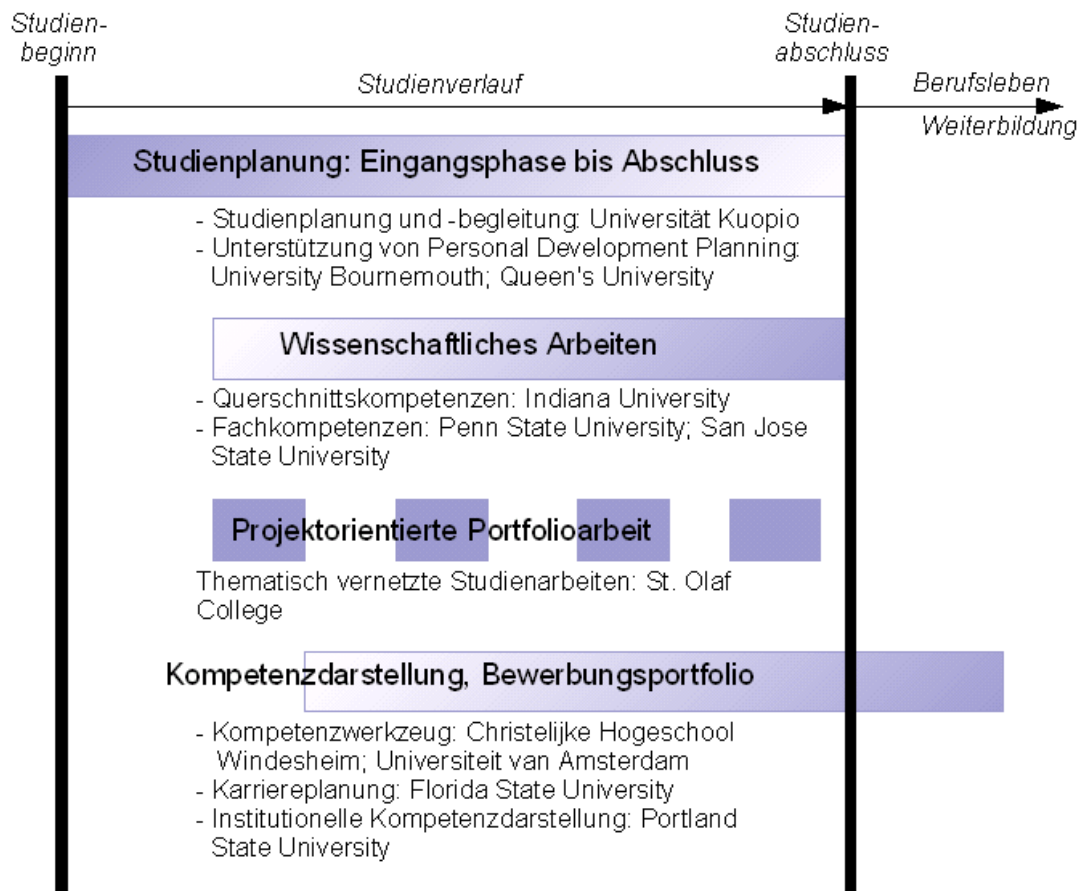 Studien-
beginn
Studien-
abschluss
Studienverlauf
Berufsleben
Weiterbildung
Studienplanung: Eingangsphase bis Abschluss
- Studienplanung und -begleitung: Universität Kuopio
- Unterstützung von Personal Development Planning:
University Bournemouth; Queen's University
Wissenschaftliches Arbeiten
- Querschnittskompetenzen: Indiana University
- Fachkompetenzen: Penn State University; San Jose
State University
Projektorientierte Portfolioarbeit
Thematisch vernetzte Studienarbeiten: St. Olaf
College
Kompetenzdarstellung, Bewerbungsportfolio
- Kompetenzwerkzeug: Christelijke Hogeschool
Windesheim; Universiteit van Amsterdam
- Karriereplanung: Florida State University
- Institutionelle Kompetenzdarstellung: Portland
State University